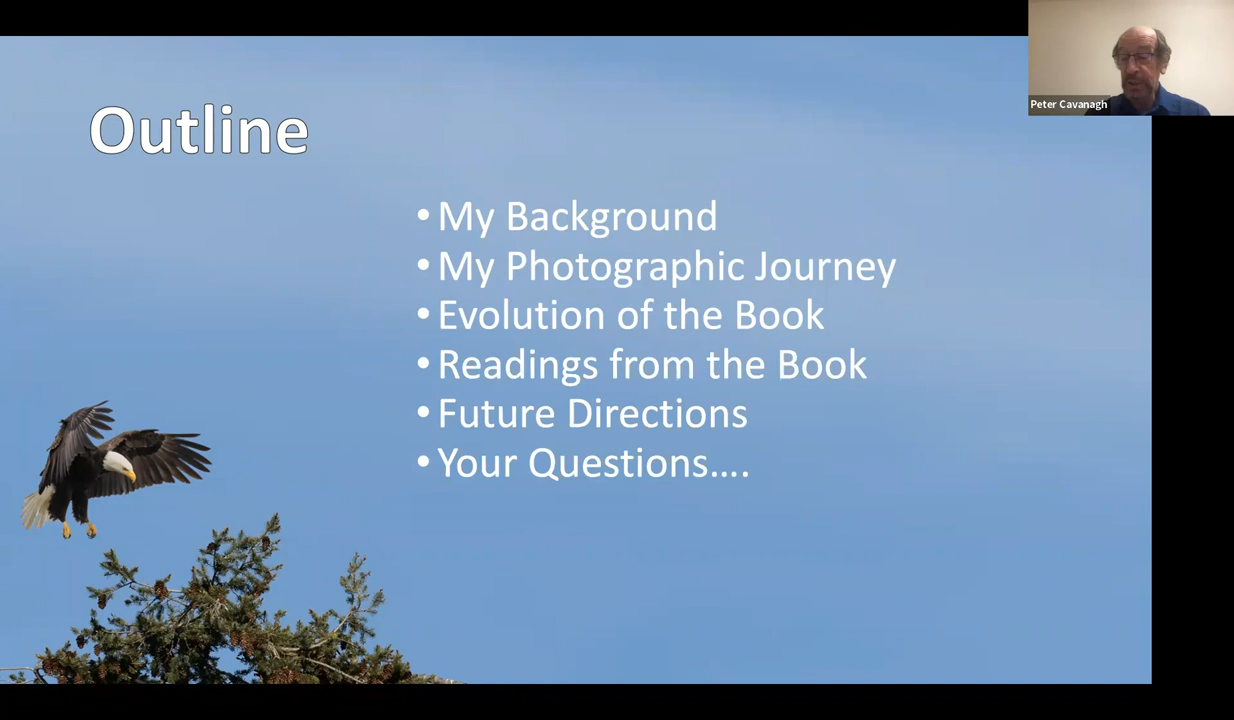 Outline
• My Background
• My Photographic Journey
• Evolution of the Book
• Readings from the Book
• Future Directions
• Your Questions....
Peter Cavanagh